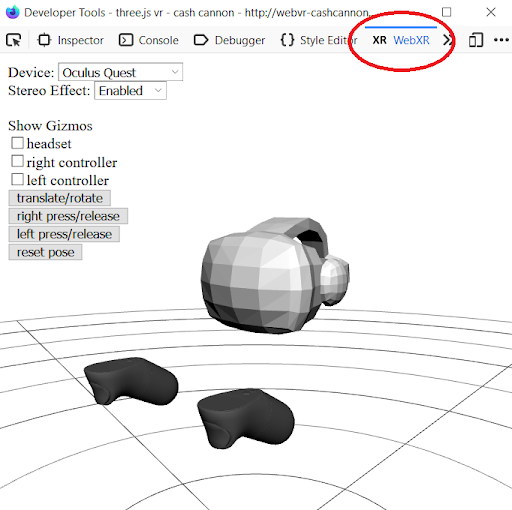 Developer Tools - three.js vr - cash cannon - http://webvr-cashcannon...
Inspector Console Debugger Style Editor XR WebXR
Device: Oculus Quest
Stereo Effect: Enabled
Show Gizmos
headset
right controller
left controller
translate/rotate
right press/release
left press/release
reset pose